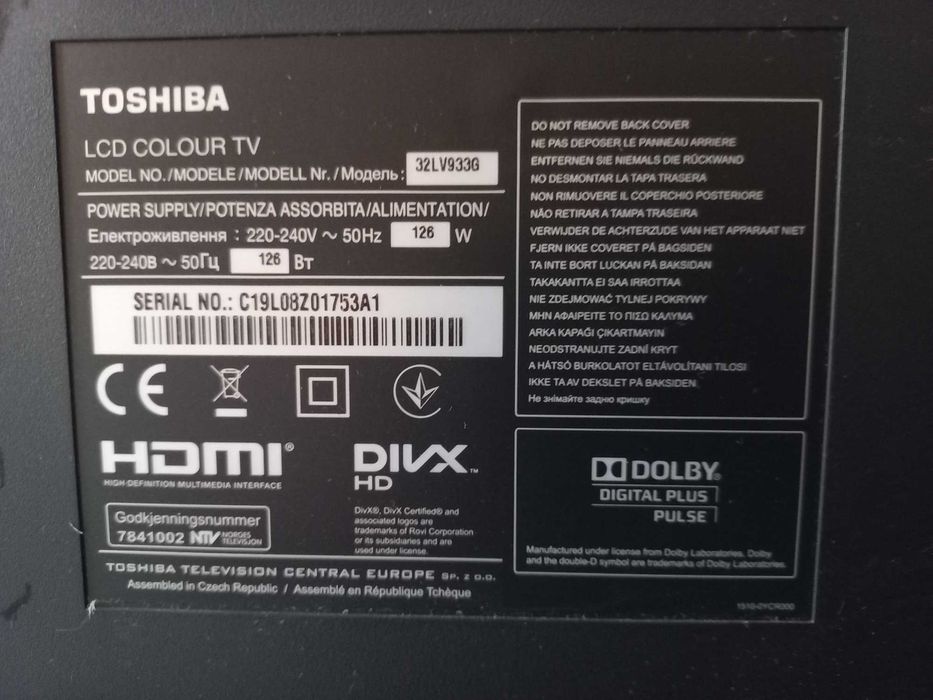 TOSHIBA
LCD COLOUR TV
MODEL NO./MODELE/MODELL Nr./Модель: 32LV933G
POWER SUPPLY/POTENZA ASSORBITA/ALIMENTATION/
Електроживлення : 220-240V ~ 50Hz 126 W
220-240В ~ 50Гц 126 Вт
SERIAL NO.: C19L08Z01753A1
CE
HDMI®
HIGH-DEFINITION MULTIMEDIA INTERFACE
DIVX™
HD
DivX®, DivX Certified® and
associated logos are
trademarks of Rovi Corporation
or its subsidiaries and are
used under license.
Godkjenningsnummer
7841002 NTV NORGES TELEVISJON
TOSHIBA TELEVISION CENTRAL EUROPE SP. Z O.O.
Assembled in Czech Republic / Assemblé en République Tchèque
DO NOT REMOVE BACK COVER
NE PAS DEPOSER LE PANNEAU ARRIERE
ENTFERNEN SIE NIEMALS DIE RÜCKWAND
NO DESMONTAR LA TAPA TRASERA
NON RIMUOVERE IL COPERCHIO POSTERIORE
NÃO RETIRAR A TAMPA TRASEIRA
VERWIJDER DE ACHTERZUDE VAN HET APPARAAT NIET
FJERN IKKE COVERET PÅ BAGSIDEN
TA INTE BORT LUCKAN PÅ BAKSIDAN
TAKAKANTTA EI SAA IRROTTAA
NIE ZDEJMOWAĆ TYLNEJ POKRYWY
ΜΗΝ ΑΦΑΙΡΕΙΤΕ ΤΟ ΠΙΣΩ ΚΑΛΥΜΑ
ARKA KAPAĞI ÇIKARTMAYIN
NEODSTRANUJTE ZADNÍ KRYT
A HÁTSÓ BURKOLATOT ELTÁVOLÍTANI TILOSI
IKKE TA AV DEKSLET PÅ BAKSIDEN
Не знімайте задню кришку
DOLBY®
DIGITAL PLUS
PULSE
Manufactured under license from Dolby Laboratories. Dolby
and the double-D symbol are trademarks of Dolby Laboratories.
1510-0YCR000